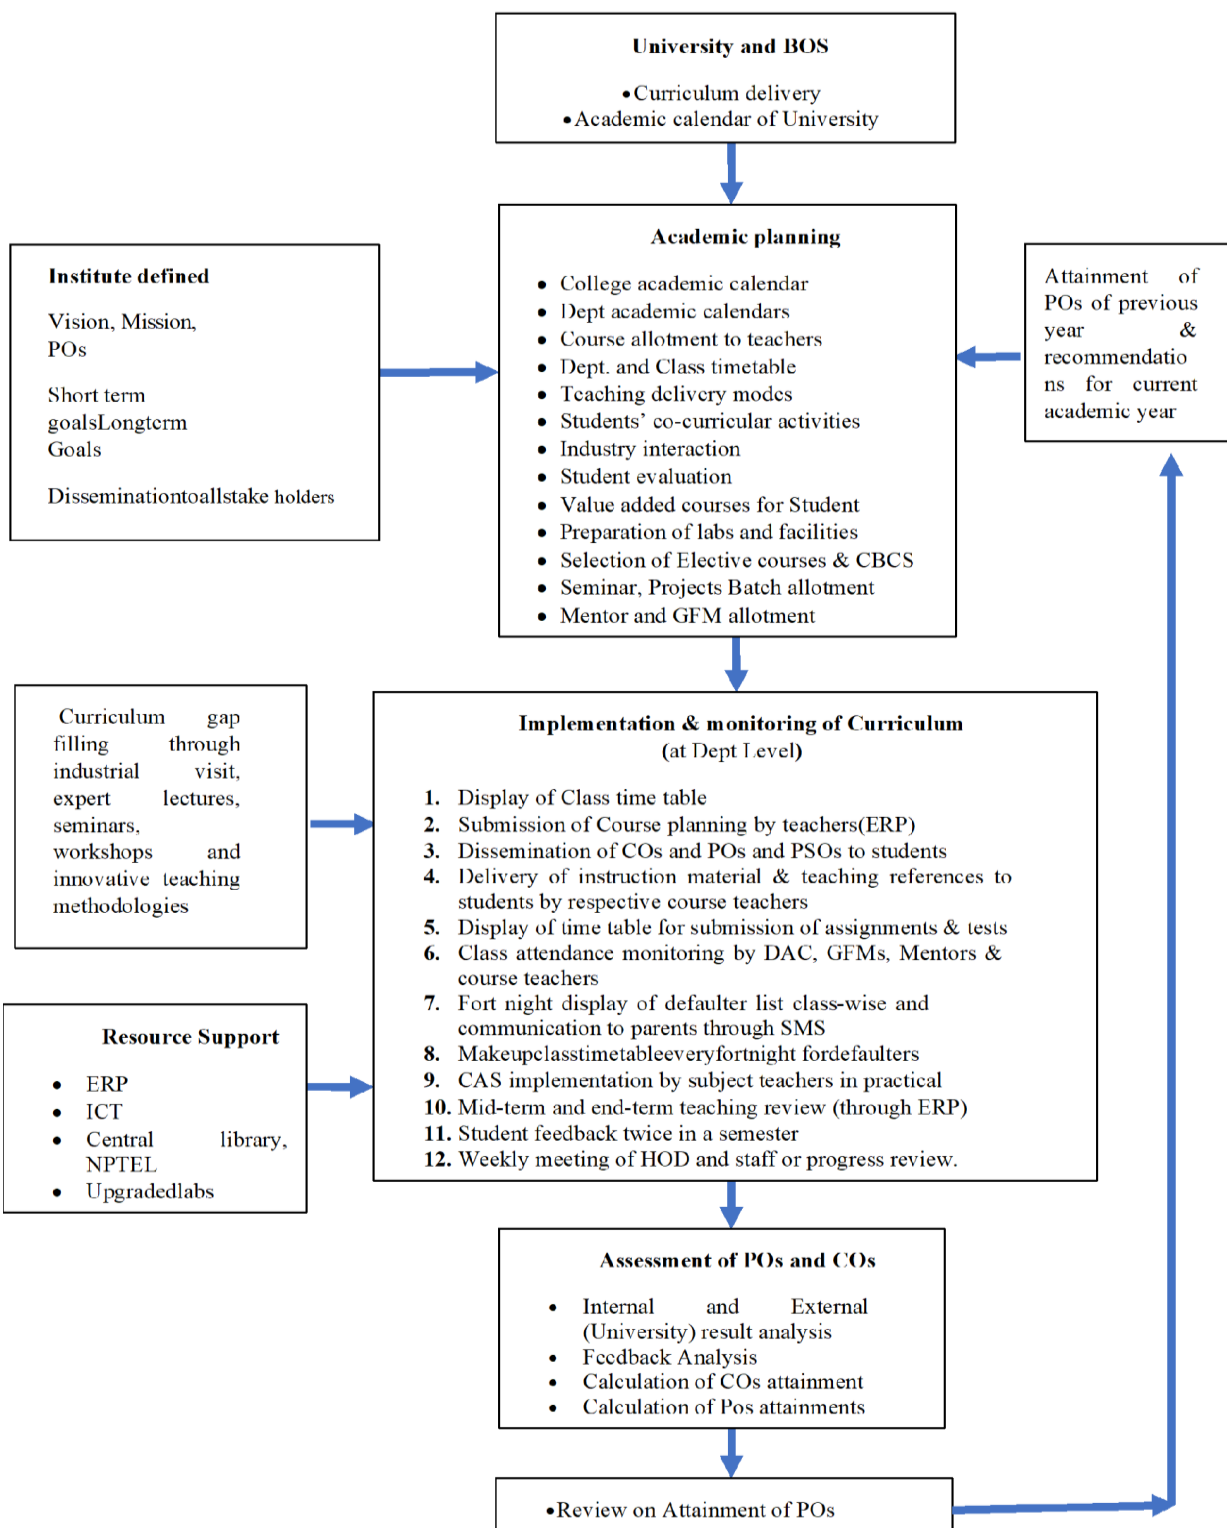 University and BOS
•Curriculum delivery
•Academic calendar of University
Academic planning
• College academic calendar
• Dept academic calendars
• Course allotment to teachers
• Dept. and Class timetable
• Teaching delivery modes
• Students’ co-curricular activities
• Industry interaction
• Student evaluation
• Value added courses for Student
• Preparation of labs and facilities
• Selection of Elective courses & CBCS
• Seminar, Projects Batch allotment
• Mentor and GFM allotment
Institute defined
Vision, Mission,
POs
Short term
goalsLongterm
Goals
Disseminationtoallstake holders
Attainment of
POs of previous
year &
recommendatio
ns for current
academic year
Curriculum gap
filling through
industrial visit,
expert lectures,
seminars,
workshops and
innovative teaching
methodologies
Implementation & monitoring of Curriculum
(at Dept Level)
1. Display of Class time table
2. Submission of Course planning by teachers(ERP)
3. Dissemination of COs and POs and PSOs to students
4. Delivery of instruction material & teaching references to
students by respective course teachers
5. Display of time table for submission of assignments & tests
6. Class attendance monitoring by DAC, GFMs, Mentors &
course teachers
7. Fort night display of defaulter list class-wise and
communication to parents through SMS
8. Makeupclasstimetableeveryfortnight fordefaulters
9. CAS implementation by subject teachers in practical
10. Mid-term and end-term teaching review (through ERP)
11. Student feedback twice in a semester
12. Weekly meeting of HOD and staff or progress review.
Resource Support
• ERP
• ICT
• Central library,
NPTEL
• Upgradedlabs
Assessment of POs and COs
• Internal and External
(University) result analysis
• Feedback Analysis
• Calculation of COs attainment
• Calculation of Pos attainments
•Review on Attainment of POs